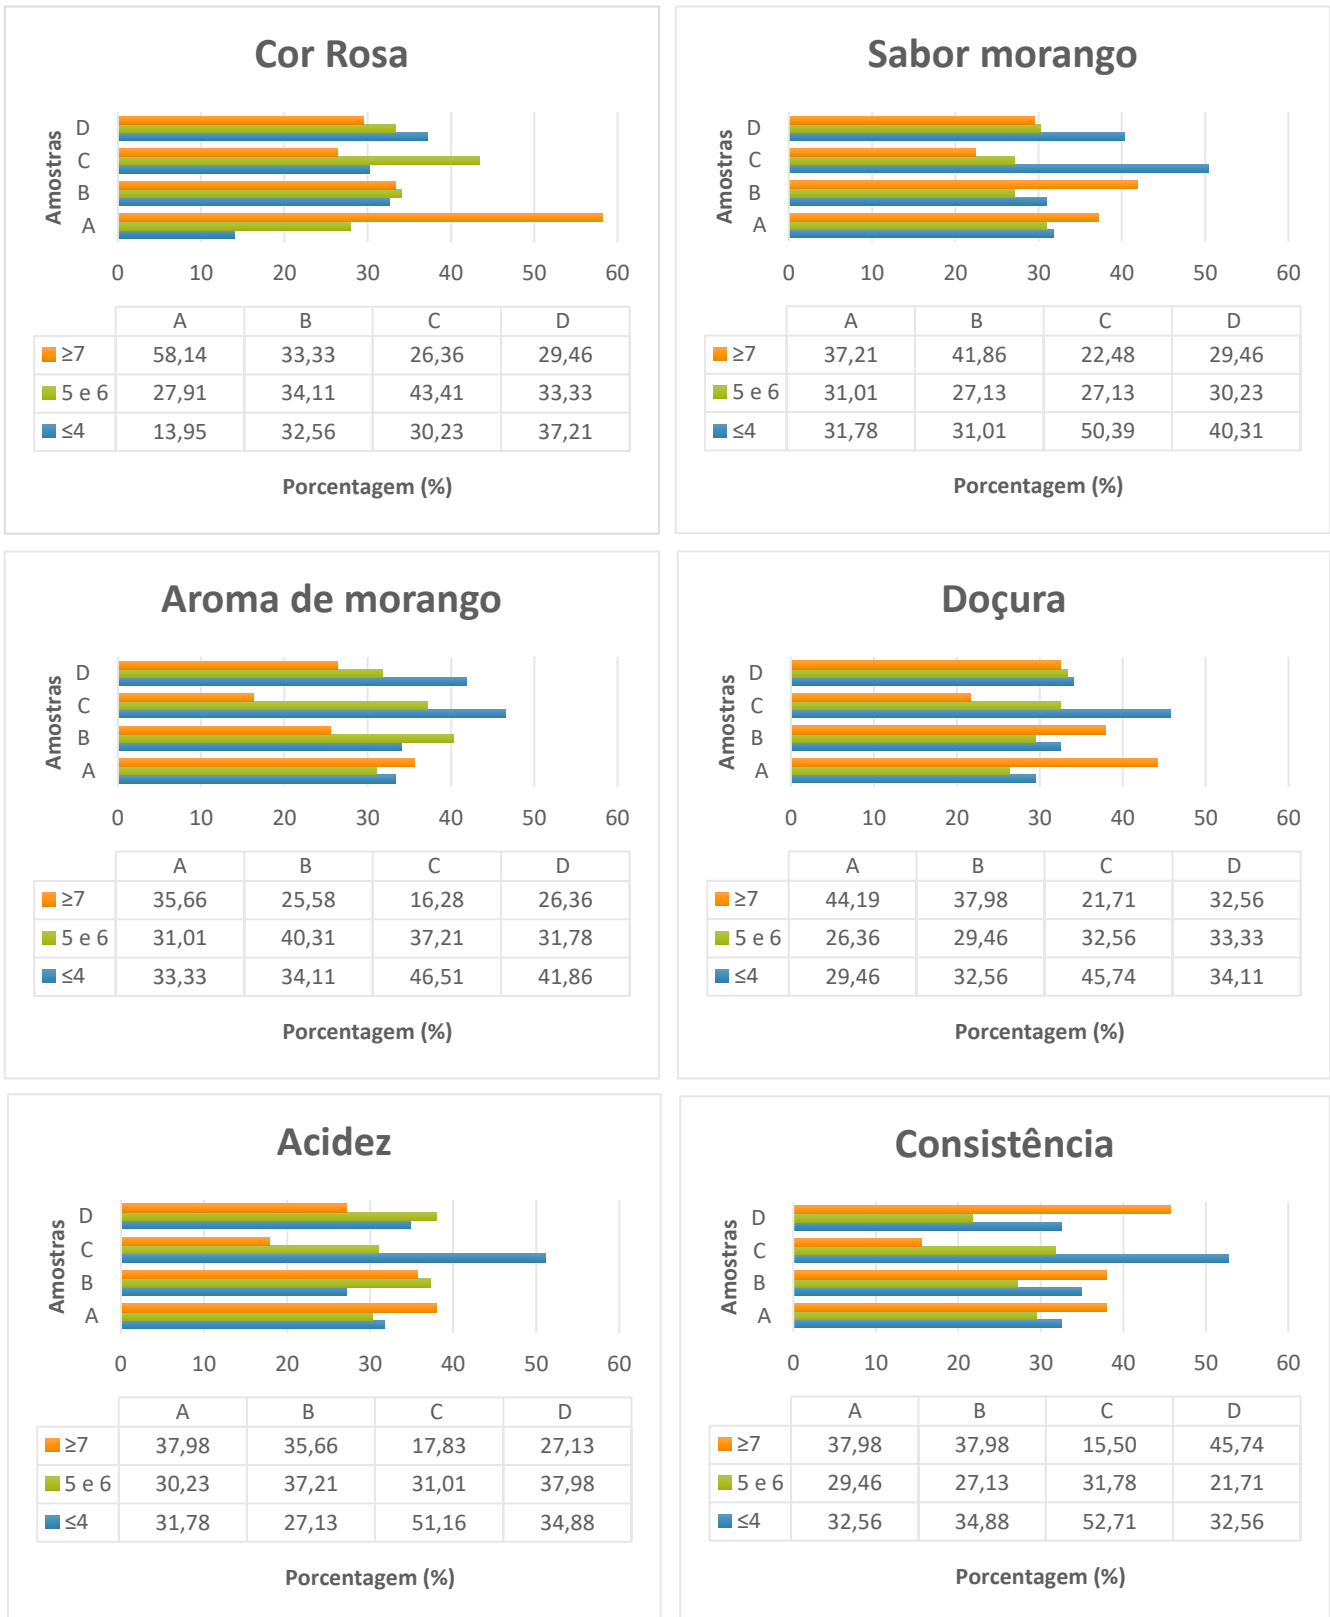 Cor Rosa
Amostras
D
C
B
A
0 10 20 30 40 50 60
A B C D
≥7 58,14 33,33 26,36 29,46
5 e 6 27,91 34,11 43,41 33,33
≤4 13,95 32,56 30,23 37,21
Porcentagem (%)
Sabor morango
Amostras
D
C
B
A
0 10 20 30 40 50 60
A B C D
≥7 37,21 41,86 22,48 29,46
5 e 6 31,01 27,13 27,13 30,23
≤4 31,78 31,01 50,39 40,31
Porcentagem (%)
Aroma de morango
Amostras
D
C
B
A
0 10 20 30 40 50 60
A B C D
≥7 35,66 25,58 16,28 26,36
5 e 6 31,01 40,31 37,21 31,78
≤4 33,33 34,11 46,51 41,86
Porcentagem (%)
Doçura
Amostras
D
C
B
A
0 10 20 30 40 50 60
A B C D
≥7 44,19 37,98 21,71 32,56
5 e 6 26,36 29,46 32,56 33,33
≤4 29,46 32,56 45,74 34,11
Porcentagem (%)
Acidez
Amostras
D
C
B
A
0 10 20 30 40 50 60
A B C D
≥7 37,98 35,66 17,83 27,13
5 e 6 30,23 37,21 31,01 37,98
≤4 31,78 27,13 51,16 34,88
Porcentagem (%)
Consistência
Amostras
D
C
B
A
0 10 20 30 40 50 60
A B C D
≥7 37,98 37,98 15,50 45,74
5 e 6 29,46 27,13 31,78 21,71
≤4 32,56 34,88 52,71 32,56
Porcentagem (%)